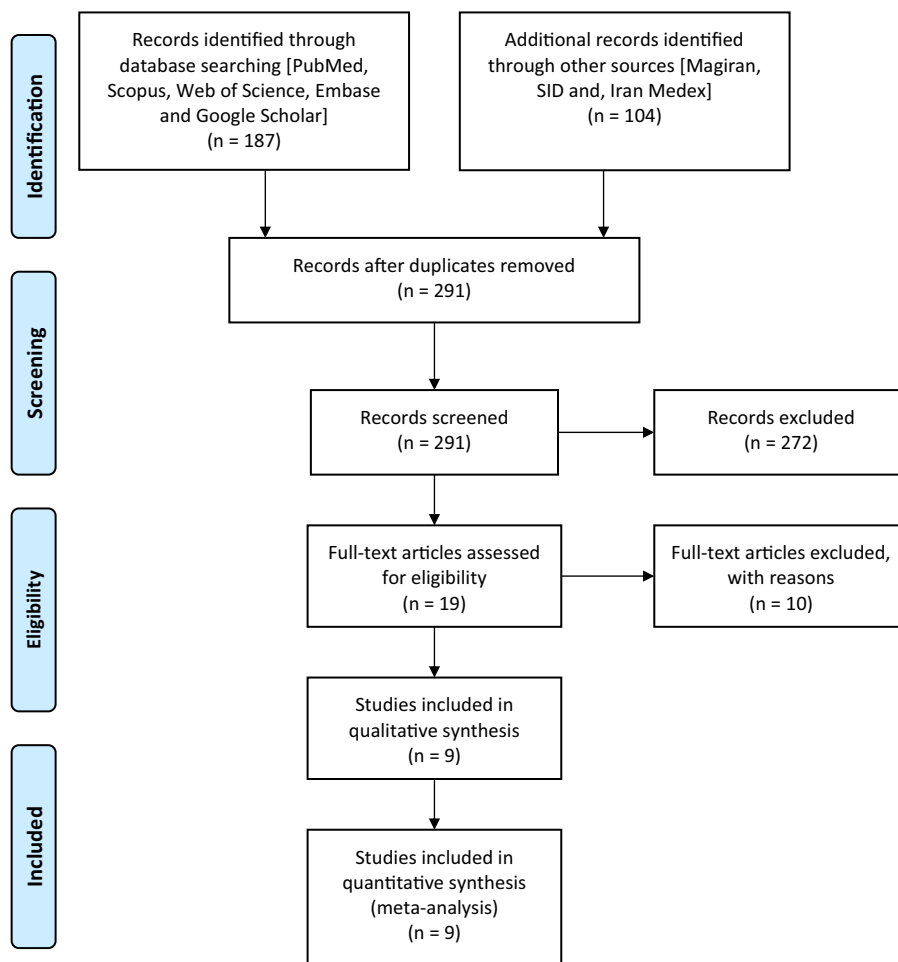 Identification
Records identified through
database searching [PubMed,
Scopus, Web of Science, Embase
and Google Scholar]
(n = 187)
Additional records identified
through other sources [Magiran,
SID and, Iran Medex]
(n = 104)
Records after duplicates removed
(n = 291)
Screening
Records screened
(n = 291)
Records excluded
(n = 272)
Eligibility
Full-text articles assessed
for eligibility
(n = 19)
Full-text articles excluded,
with reasons
(n = 10)
Studies included in
qualitative synthesis
(n = 9)
Included
Studies included in
quantitative synthesis
(meta-analysis)
(n = 9)